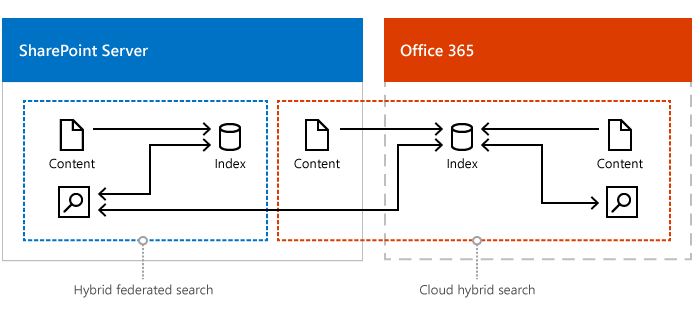 SharePoint Server
Office 365
Content
Index
Content
Index
Content
Hybrid federated search
Cloud hybrid search